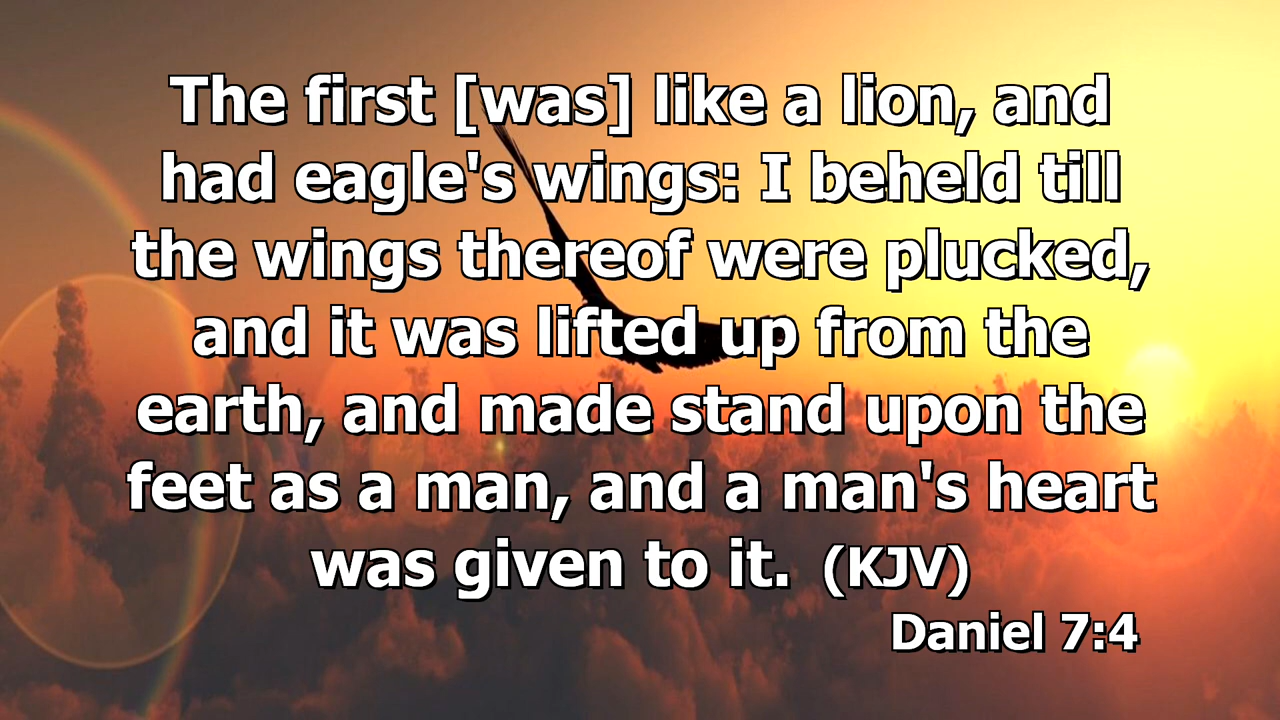 The first [was] like a lion, and
had eagle's wings: I beheld till
the wings thereof were plucked,
and it was lifted up from the
earth, and made stand upon the
feet as a man, and a man's heart
was given to it. (KJV)
Daniel 7:4